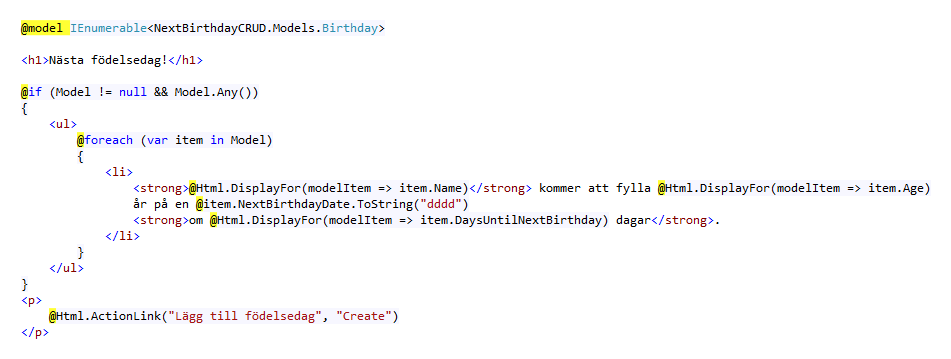 @model IEnumerable<NextBirthdayCRUD.Models.Birthday>
<h1>Nästa födelsedag!</h1>
@if (Model != null && Model.Any())
{
<ul>
@foreach (var item in Model)
{
<li>
<strong>@Html.DisplayFor(modelItem => item.Name)</strong> kommer att fylla @Html.DisplayFor(modelItem => item.Age)
år på en @item.NextBirthdayDate.ToString("dddd")
<strong>om @Html.DisplayFor(modelItem => item.DaysUntilNextBirthday) dagar</strong>.
</li>
}
</ul>
}
<p>
@Html.ActionLink("Lägg till födelsedag", "Create")
</p>